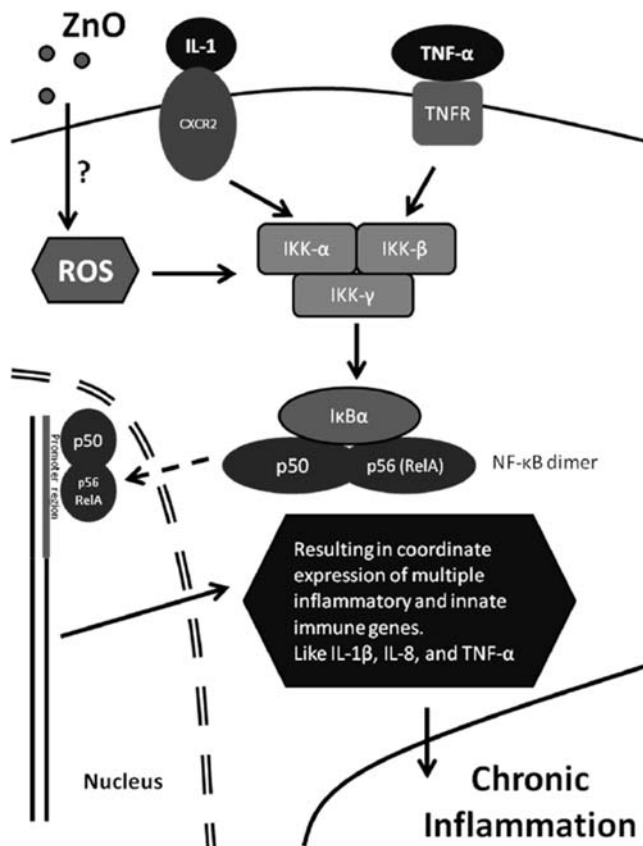 ZnO
IL-1
TNF-α
CXCR2
TNFR
?
ROS
IKK-α
IKK-β
IKK-γ
IκBα
p50
p56 (RelA)
NF-κB dimer
Promoter region
p50
p56
RelA
Resulting in coordinate
expression of multiple
inflammatory and innate
immune genes.
Like IL-1β, IL-8, and TNF-α
Nucleus
Chronic
Inflammation